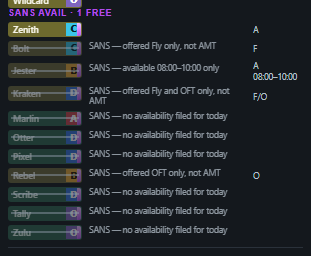 Wildcard
SANS AVAIL · 1 FREE
Zenith C A
Bolt C SANS — offered Fly only, not AMT F
Jester B SANS — available 08:00–10:00 only A
08:00–10:00
Kraken D SANS — offered Fly and OFT only, not AMT F/O
Marlin A SANS — no availability filed for today
Otter D SANS — no availability filed for today
Pixel D SANS — no availability filed for today
Rebel B SANS — offered OFT only, not AMT O
Scribe D SANS — no availability filed for today
Tally O SANS — no availability filed for today
Zulu O SANS — no availability filed for today